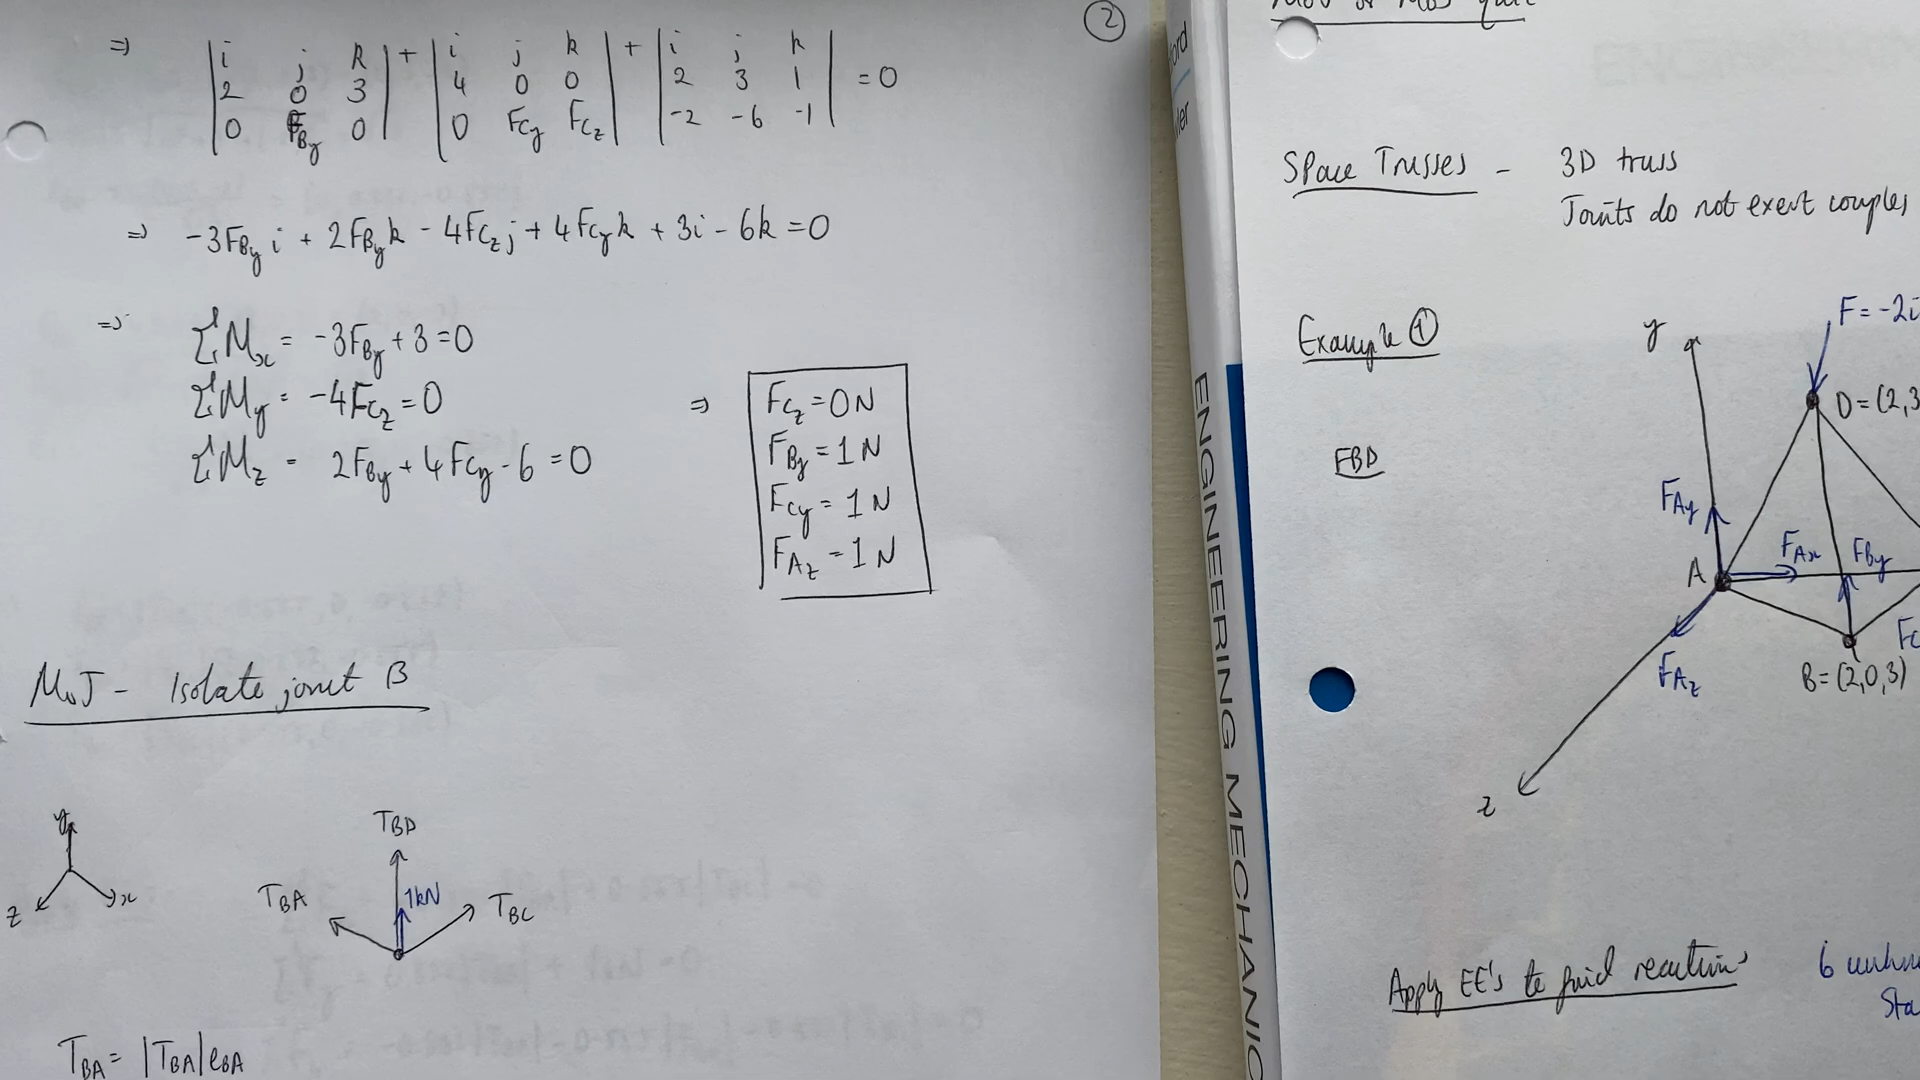 ②
⇒ | i j k | + | i j k | + | i j k |
| 2 0 3 | | 4 0 0 | | 2 3 1 | = 0
| 0 F_By 0 | | 0 F_Cy F_Cz | | -2 -6 -1 |
⇒ -3F_By i + 2F_By k - 4F_Cz j + 4F_Cy k + 3i - 6k = 0
⇒ ΣM_x = -3F_By + 3 = 0
ΣM_y = -4F_Cz = 0
ΣM_z = 2F_By + 4F_Cy - 6 = 0
⇒
F_Cz = 0N
F_By = 1N
F_Cy = 1N
F_Az = 1N
MoJ - Isolate joint B
y
z
x
T_BD
T_BA
1kN
T_BC
T_BA = |T_BA| e_BA
ENGINEERING MECHANIC
Space Trusses - 3D truss
Joints do not exert couples
Example ①
FBD
y
F = -2i
D = (2,3
F_Ay
F_Ax
F_By
A
F_Az
B = (2,0,3)
z
Apply EE's to find reactions
6
Sta